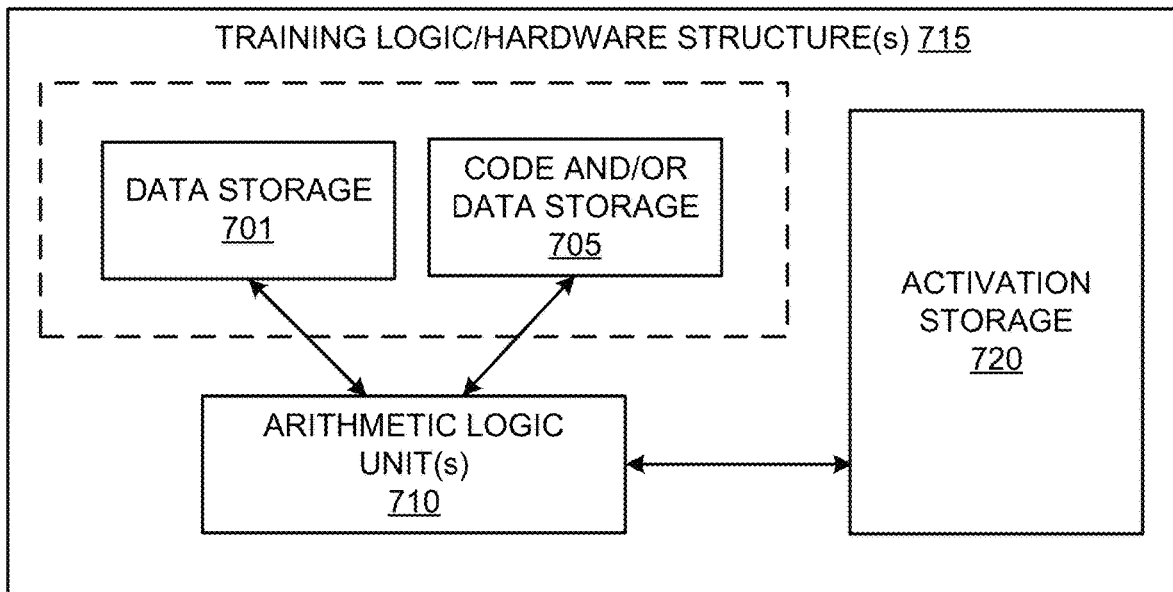 TRAINING LOGIC/HARDWARE STRUCTURE(s) 715
DATA STORAGE
701
CODE AND/OR
DATA STORAGE
705
ACTIVATION
STORAGE
720
ARITHMETIC LOGIC
UNIT(s)
710